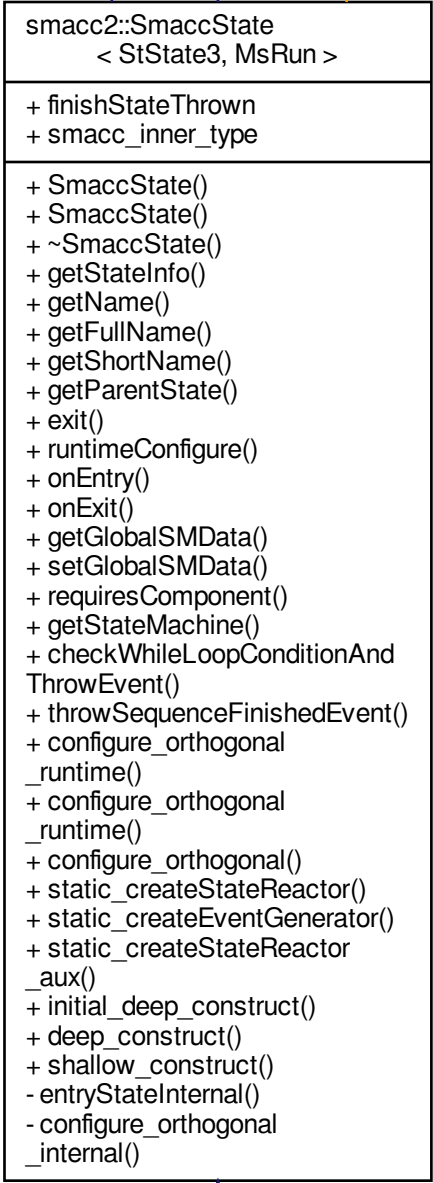 smacc2::SmaccState
< StState3, MsRun >
+ finishStateThrown
+ smacc_inner_type
+ SmaccState()
+ SmaccState()
+ ~SmaccState()
+ getStateInfo()
+ getName()
+ getFullName()
+ getShortName()
+ getParentState()
+ exit()
+ runtimeConfigure()
+ onEntry()
+ onExit()
+ getGlobalSMData()
+ setGlobalSMData()
+ requiresComponent()
+ getStateMachine()
+ checkWhileLoopConditionAnd
ThrowEvent()
+ throwSequenceFinishedEvent()
+ configure_orthogonal
_runtime()
+ configure_orthogonal
_runtime()
+ configure_orthogonal()
+ static_createStateReactor()
+ static_createEventGenerator()
+ static_createStateReactor
_aux()
+ initial_deep_construct()
+ deep_construct()
+ shallow_construct()
- entryStateInternal()
- configure_orthogonal
_internal()